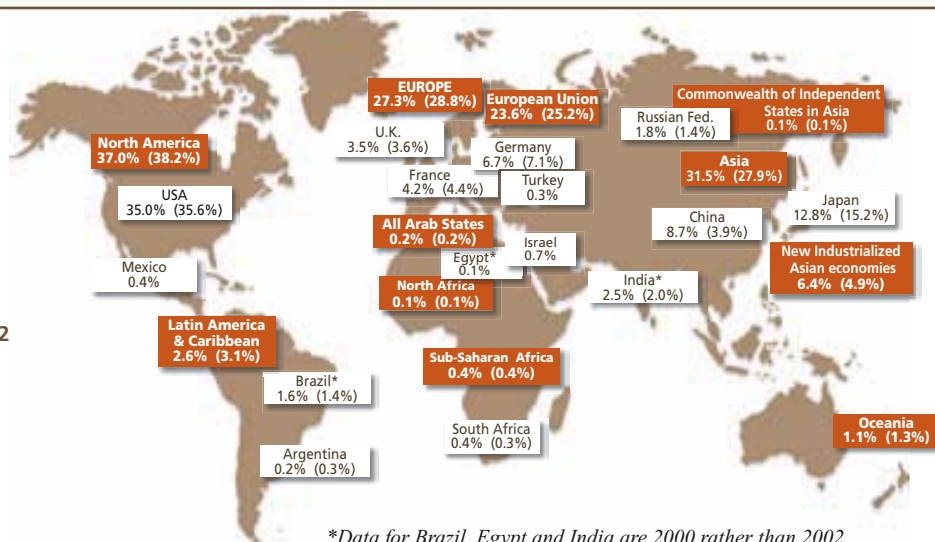 EUROPE
27.3% (28.8%)
European Union
23.6% (25.2%)
Commonwealth of Independent
States in Asia
0.1% (0.1%)
Russian Fed.
1.8% (1.4%)
U.K.
3.5% (3.6%)
North America
37.0% (38.2%)
Germany
6.7% (7.1%)
Asia
31.5% (27.9%)
France
4.2% (4.4%)
Turkey
0.3%
USA
35.0% (35.6%)
Japan
12.8% (15.2%)
China
8.7% (3.9%)
All Arab States
0.2% (0.2%)
Israel
0.7%
Egypt*
0.1%
New Industrialized
Asian economies
6.4% (4.9%)
Mexico
0.4%
India*
2.5% (2.0%)
North Africa
0.1% (0.1%)
2
Latin America
& Caribbean
2.6% (3.1%)
Sub-Saharan Africa
0.4% (0.4%)
Brazil*
1.6% (1.4%)
Oceania
1.1% (1.3%)
South Africa
0.4% (0.3%)
Argentina
0.2% (0.3%)
*Data for Brazil, Egypt and India are 2000 rather than 2002